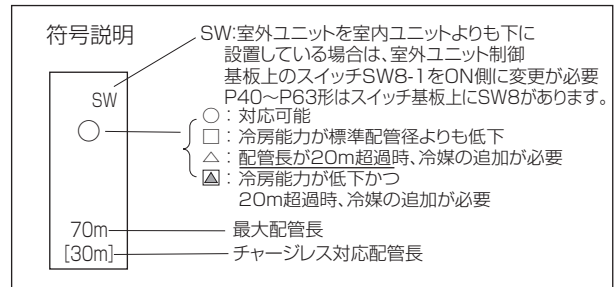 符号説明
SW:室外ユニットを室内ユニットよりも下に
設置している場合は、室外ユニット制御
基板上のスイッチSW8-1をON側に変更が必要
P40～P63形はスイッチ基板上にSW8があります。
SW
○：対応可能
□：冷房能力が標準配管径よりも低下
△：配管長が20m超過時、冷媒の追加が必要
：冷房能力が低下かつ
20m超過時、冷媒の追加が必要
○
70m 最大配管長
[30m] チャージレス対応配管長